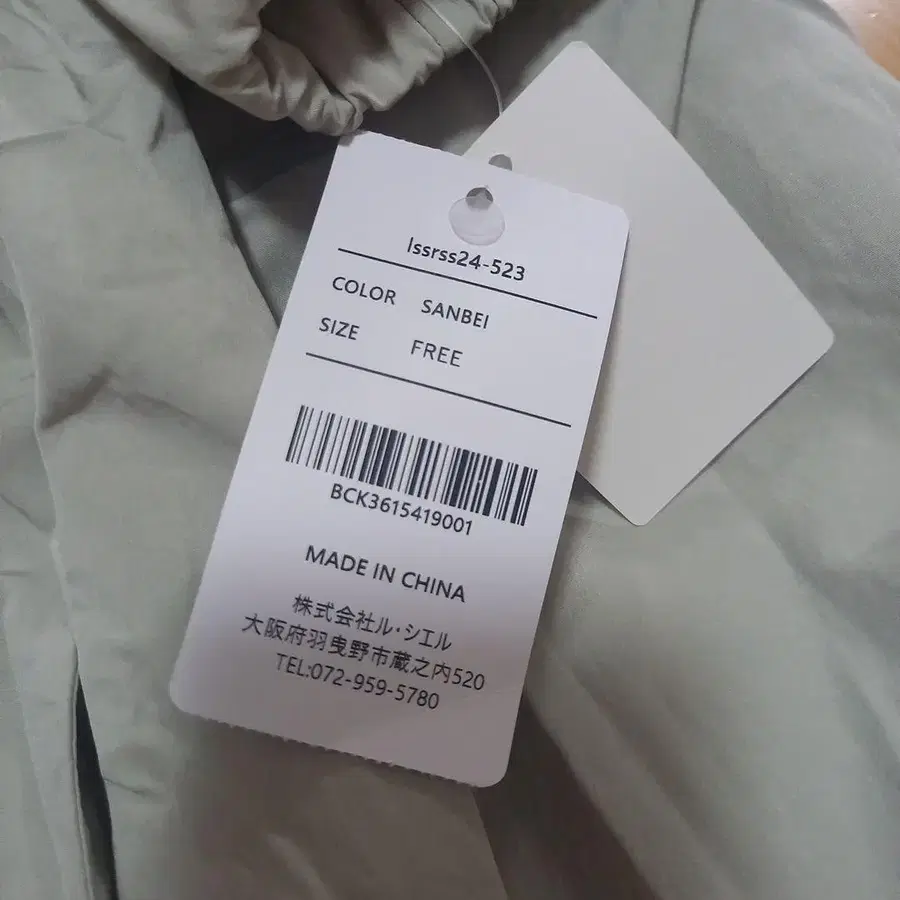 lssrss24-523
COLOR SANBEI
SIZE FREE
BCK3615419001
MADE IN CHINA
株式会社ル・シエル
大阪府羽曳野市蔵之内520
TEL:072-959-5780